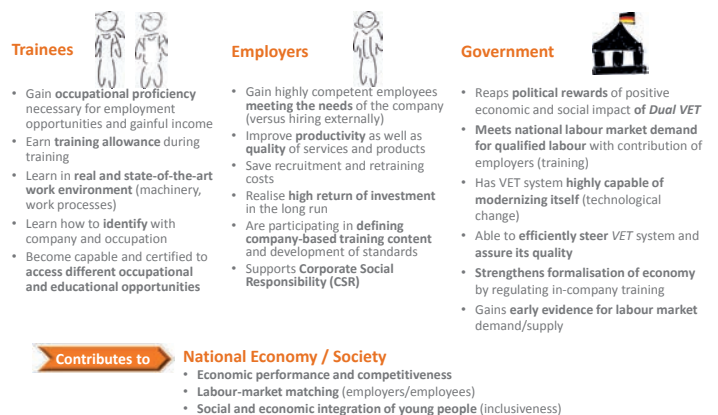 Trainees
• Gain occupational proficiency
necessary for employment
opportunities and gainful income
• Earn training allowance during
training
• Learn in real and state-of-the-art
work environment (machinery,
work processes)
• Learn how to identify with
company and occupation
• Become capable and certified to
access different occupational
and educational opportunities
Employers
• Gain highly competent employees
meeting the needs of the company
(versus hiring externally)
• Improve productivity as well as
quality of services and products
• Save recruitment and retraining
costs
• Realise high return of investment
in the long run
• Are participating in defining
company-based training content
and development of standards
• Supports Corporate Social
Responsibility (CSR)
Government
• Reaps political rewards of positive
economic and social impact of Dual VET
• Meets national labour market demand
for qualified labour with contribution of
employers (training)
• Has VET system highly capable of
modernizing itself (technological
change)
• Able to efficiently steer VET system and
assure its quality
• Strengthens formalisation of economy
by regulating in-company training
• Gains early evidence for labour market
demand/supply
Contributes to
National Economy / Society
• Economic performance and competitiveness
• Labour-market matching (employers/employees)
• Social and economic integration of young people (inclusiveness)